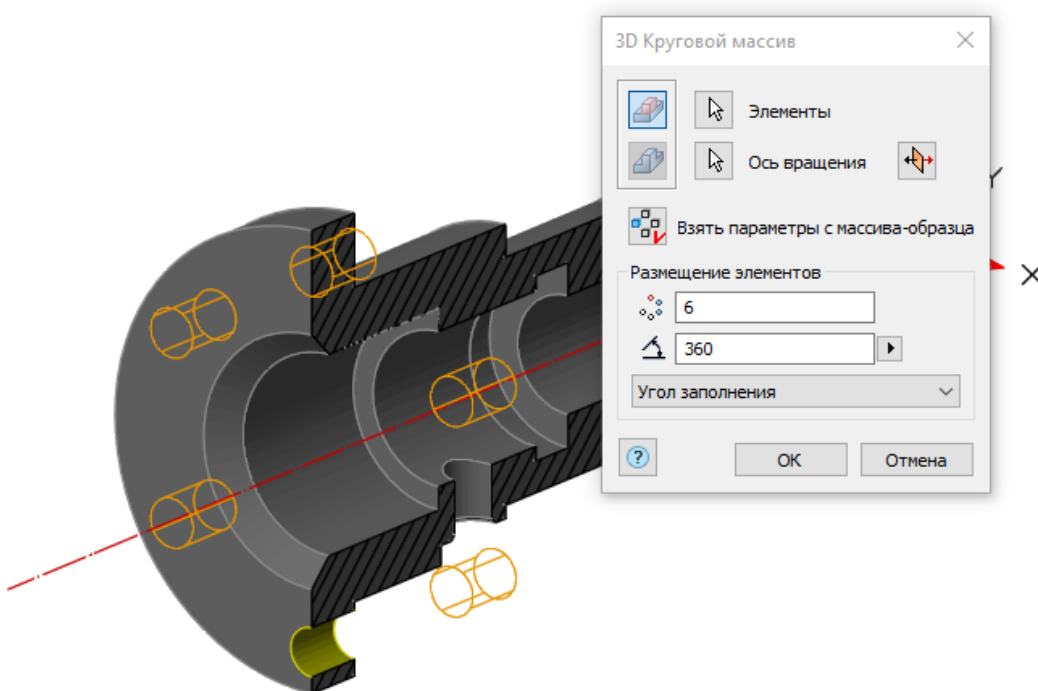 3D Круговой массив
Элементы
Ось вращения
Y
Взять параметры с массива-образца
X
Размещение элементов
6
360
Угол заполнения
?
ОК
Отмена